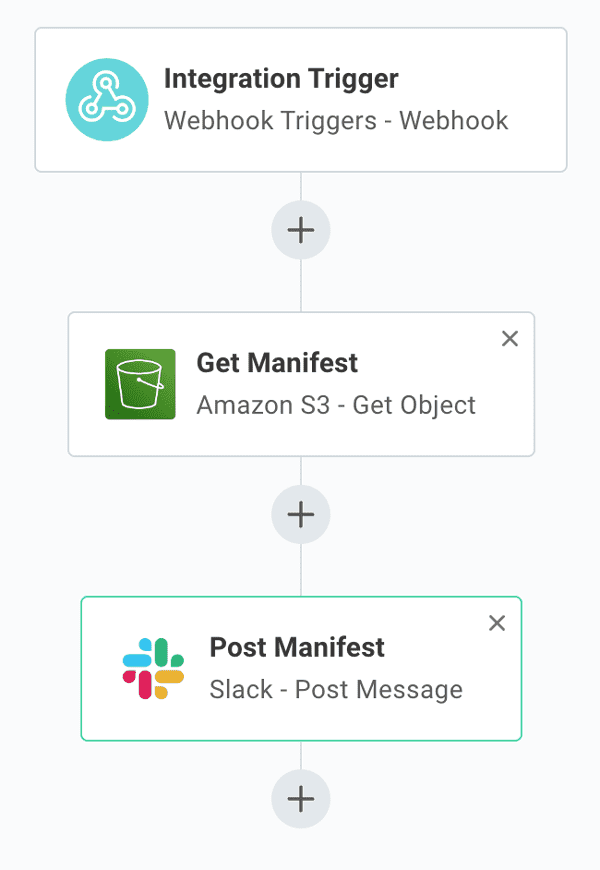 Integration Trigger
Webhook Triggers - Webhook
Get Manifest
Amazon S3 - Get Object
Post Manifest
Slack - Post Message